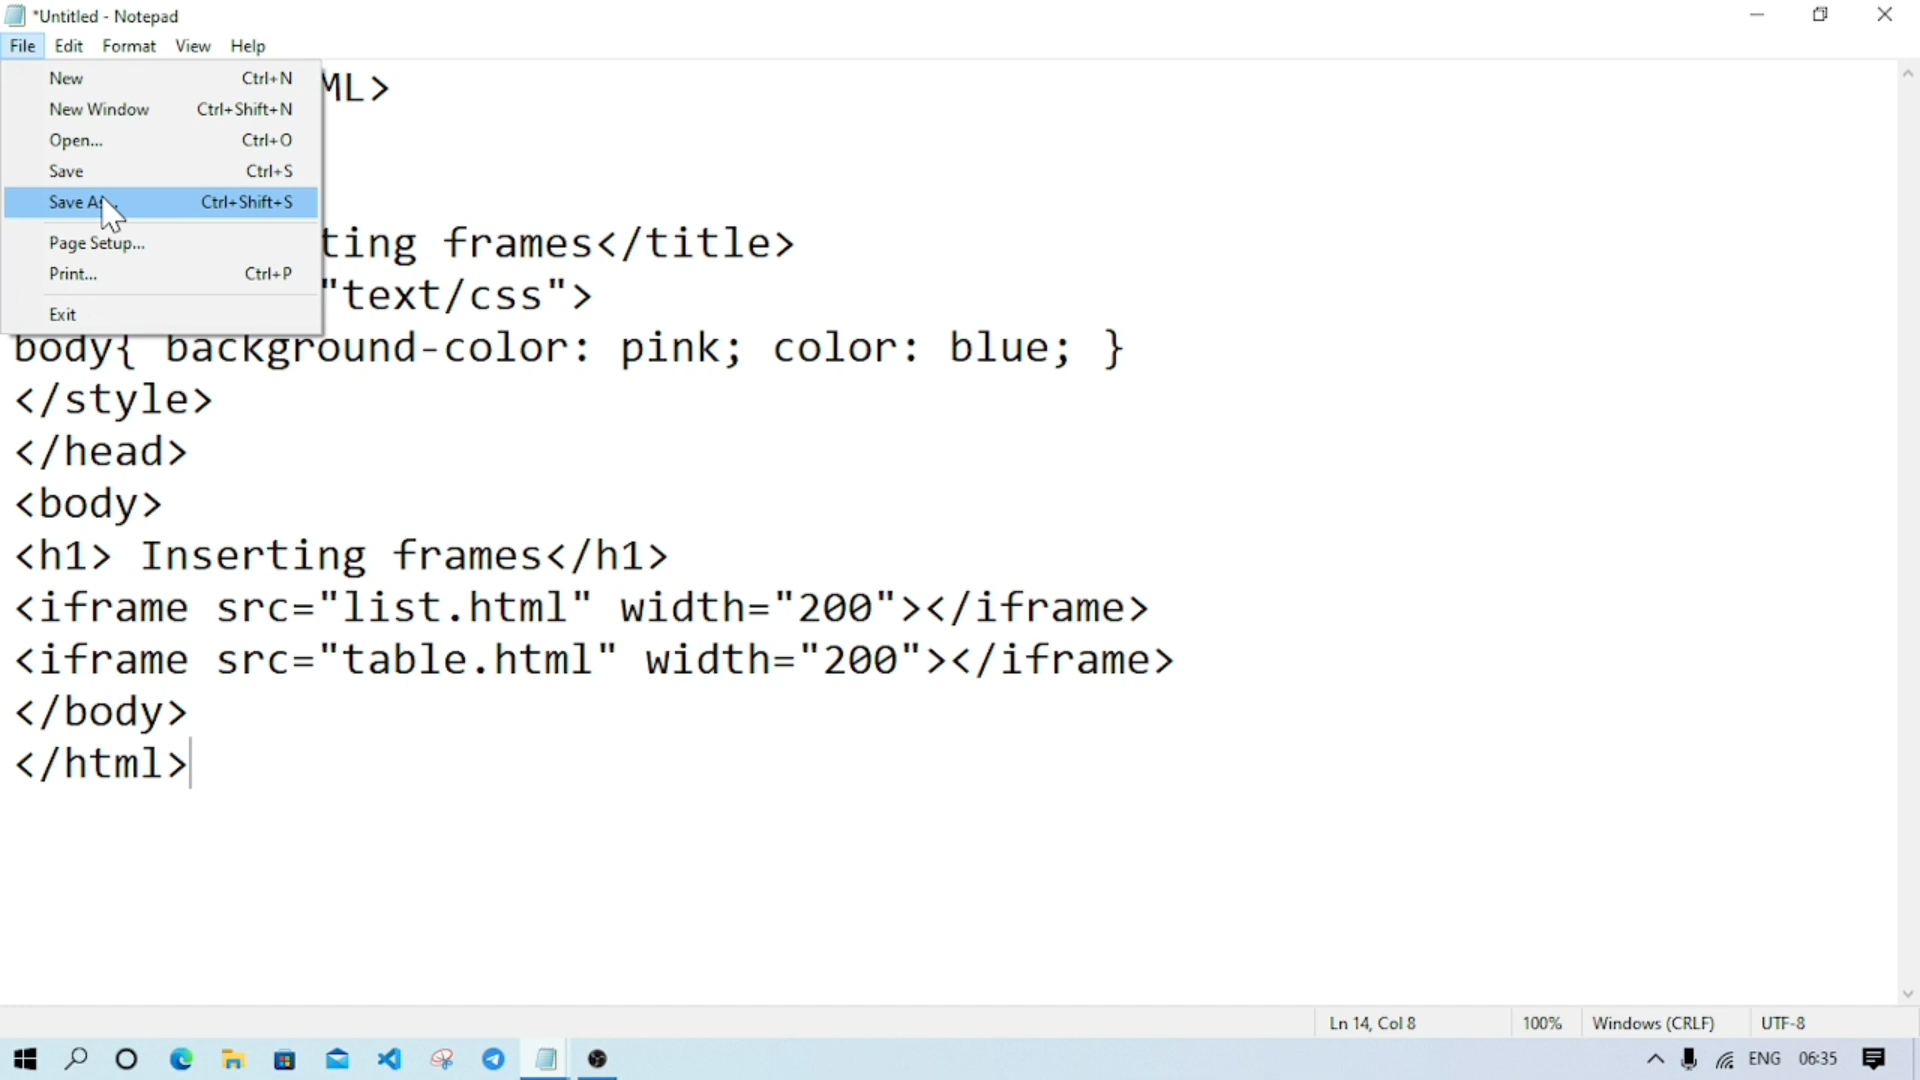 *Untitled - Notepad
File Edit Format View Help
New Ctrl+N
New Window Ctrl+Shift+N
Open... Ctrl+O
Save Ctrl+S
Save As... Ctrl+Shift+S
Page Setup...
Print... Ctrl+P
Exit
ML>
ting frames</title>
"text/css">
body{ background-color: pink; color: blue; }
</style>
</head>
<body>
<h1> Inserting frames</h1>
<iframe src="list.html" width="200"></iframe>
<iframe src="table.html" width="200"></iframe>
</body>
</html>
Ln 14, Col 8 100% Windows (CRLF) UTF-8
ENG 06:35